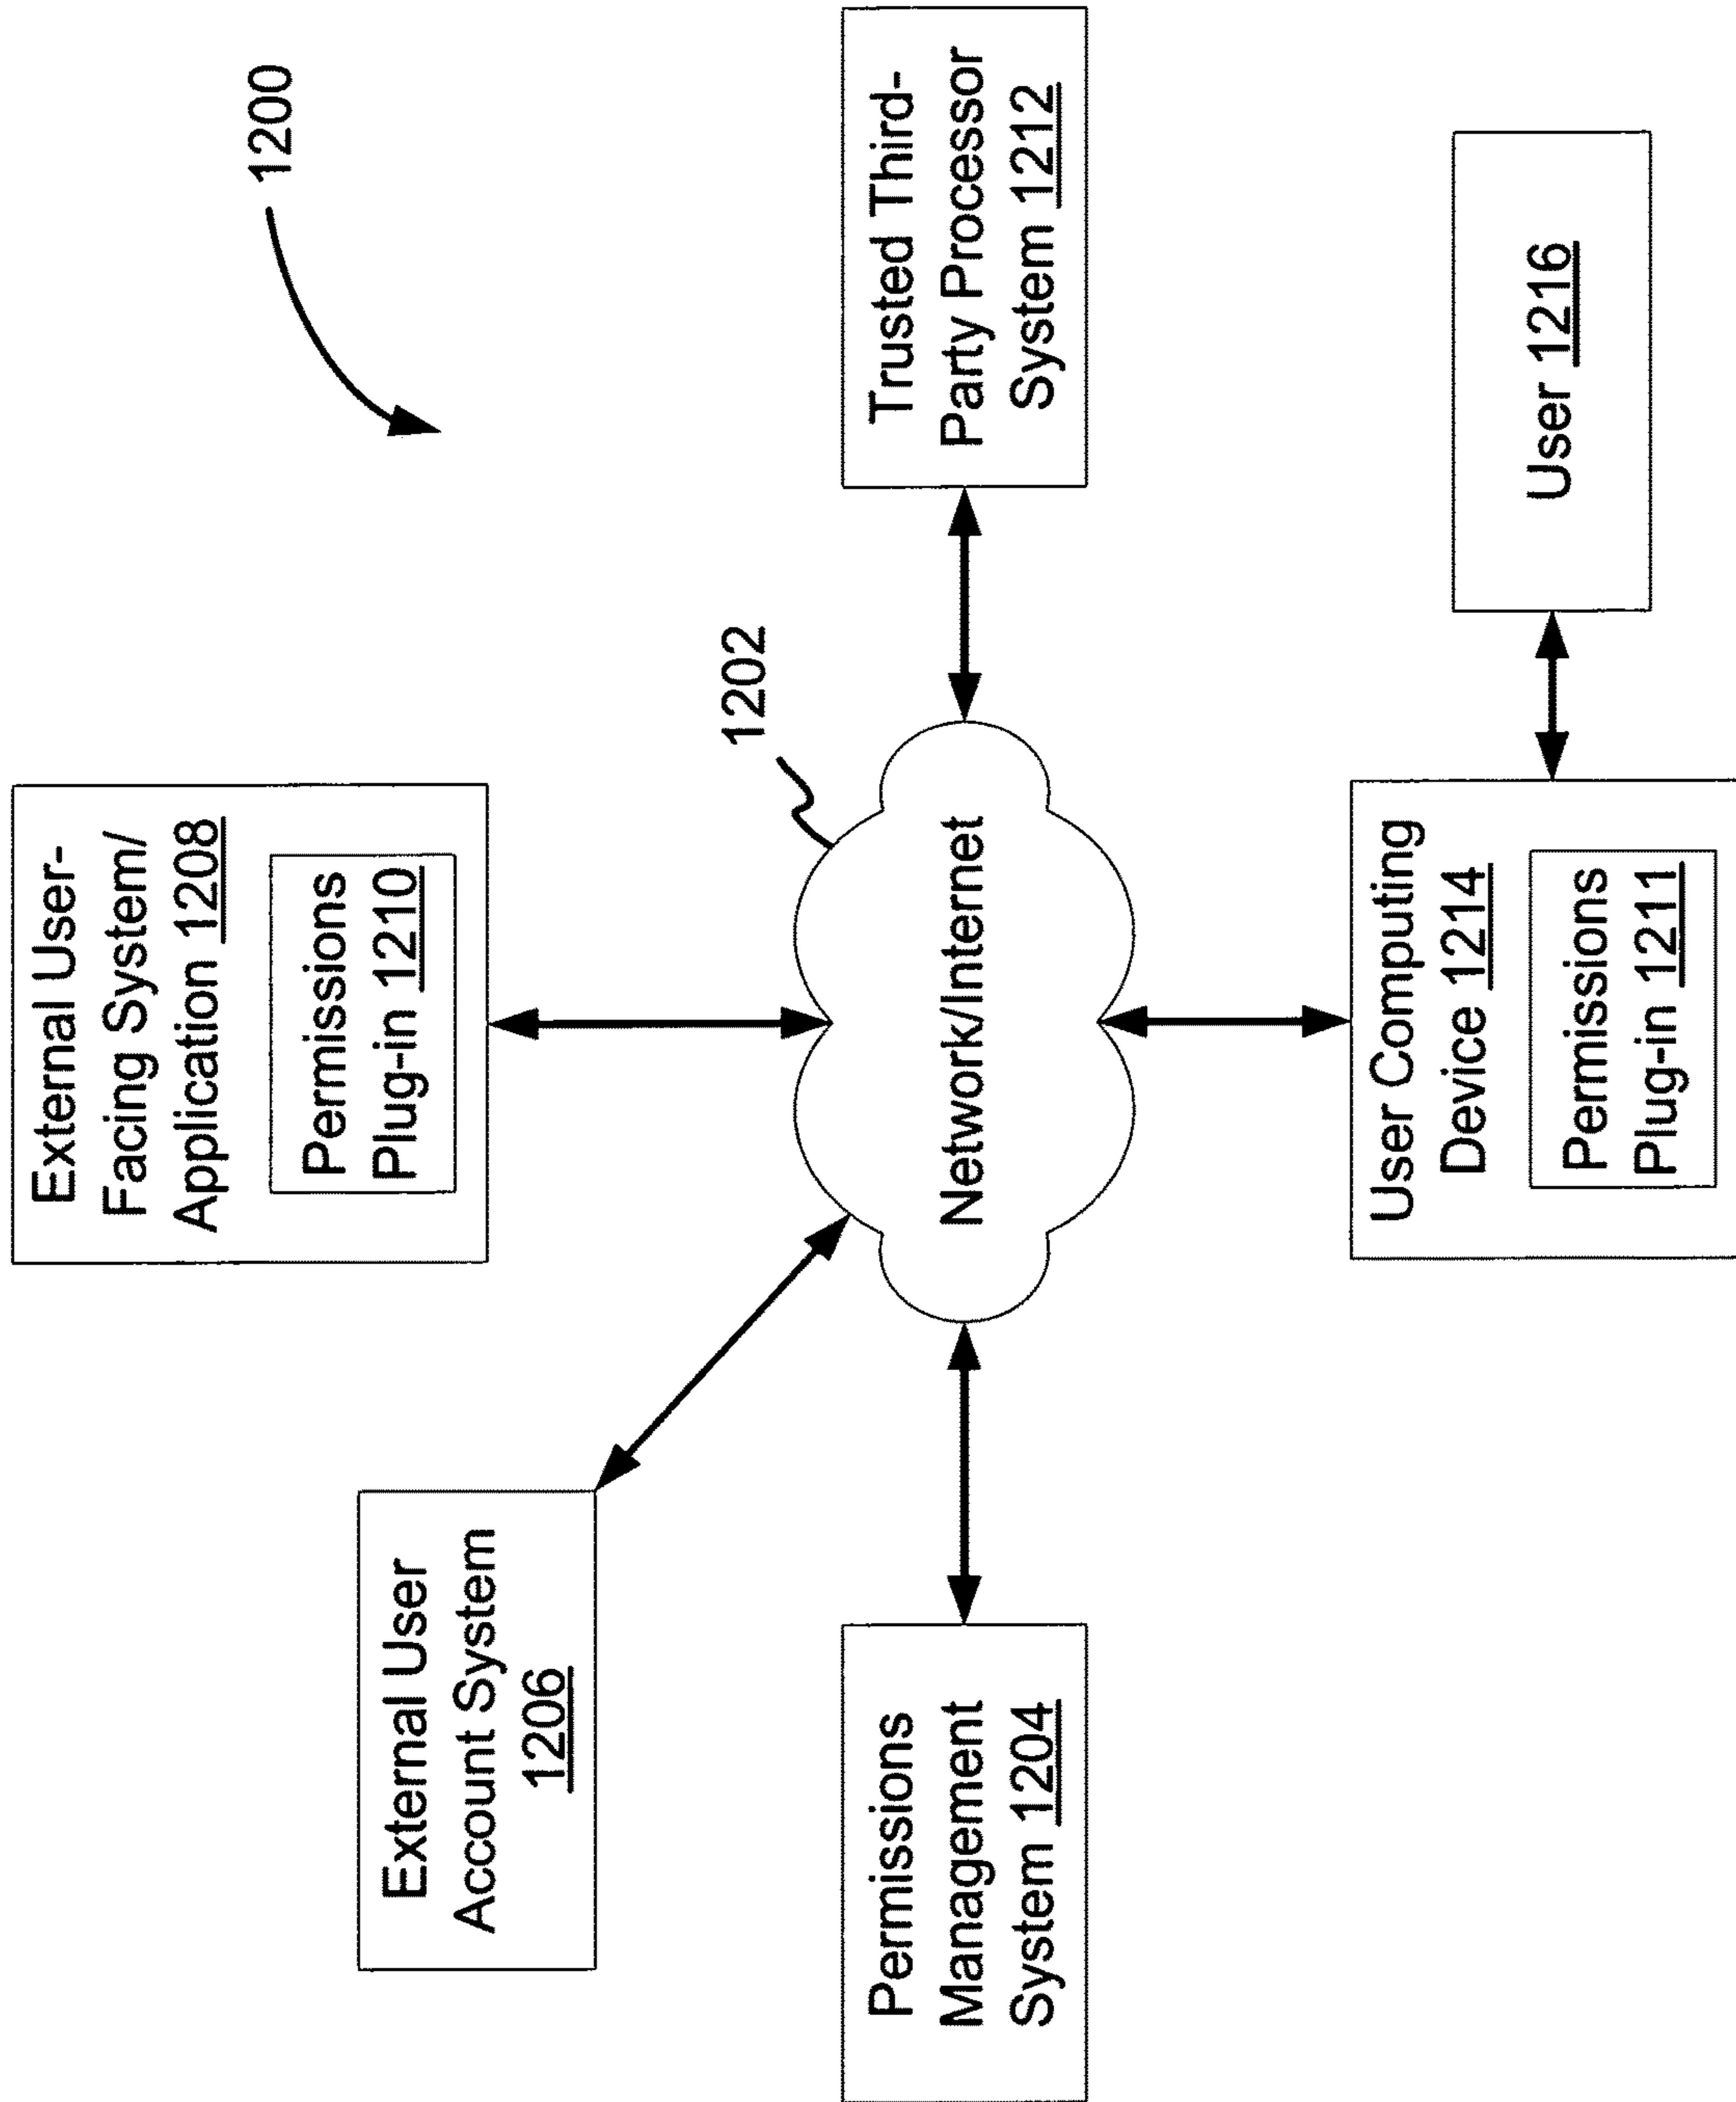 1200
External User-
Facing System/
Application 1208
Permissions
Plug-in 1210
External User
Account System
1206
1202
Network/Internet
Permissions
Management
System 1204
Trusted Third-
Party Processor
System 1212
User Computing
Device 1214
Permissions
Plug-in 1211
User 1216